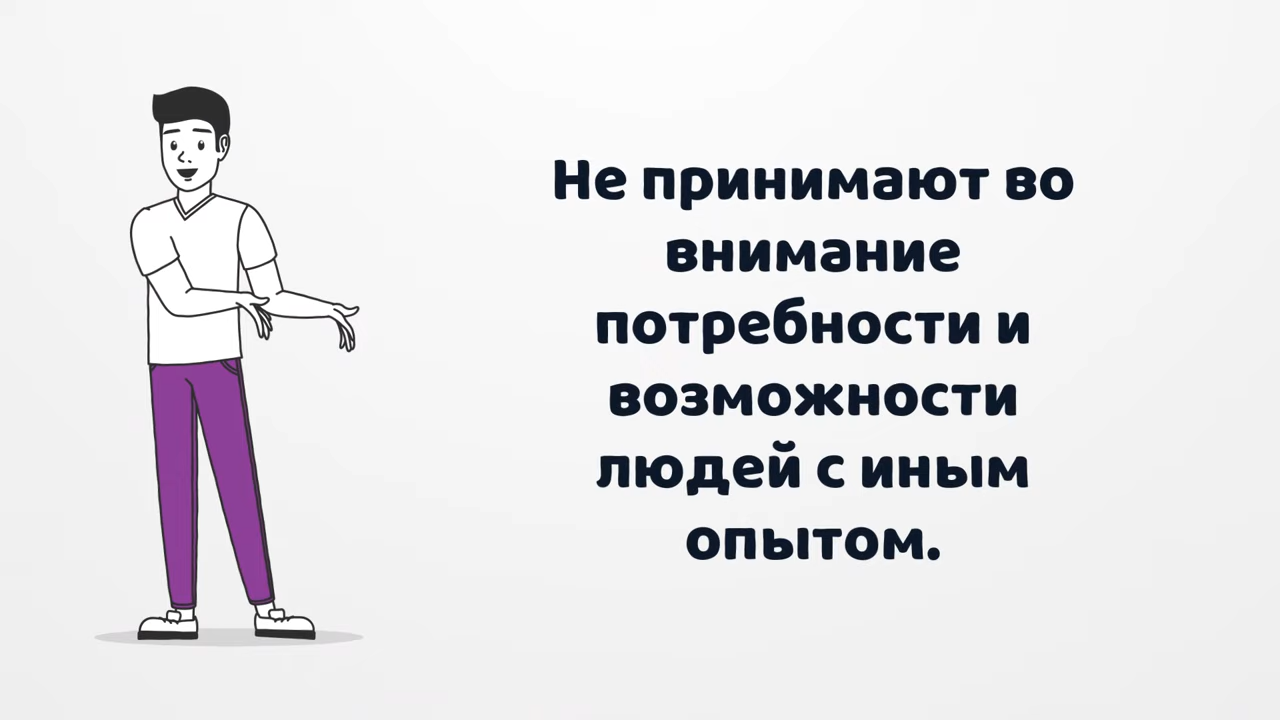 Не принимают во
внимание
потребности и
возможности
людей с иным
опытом.